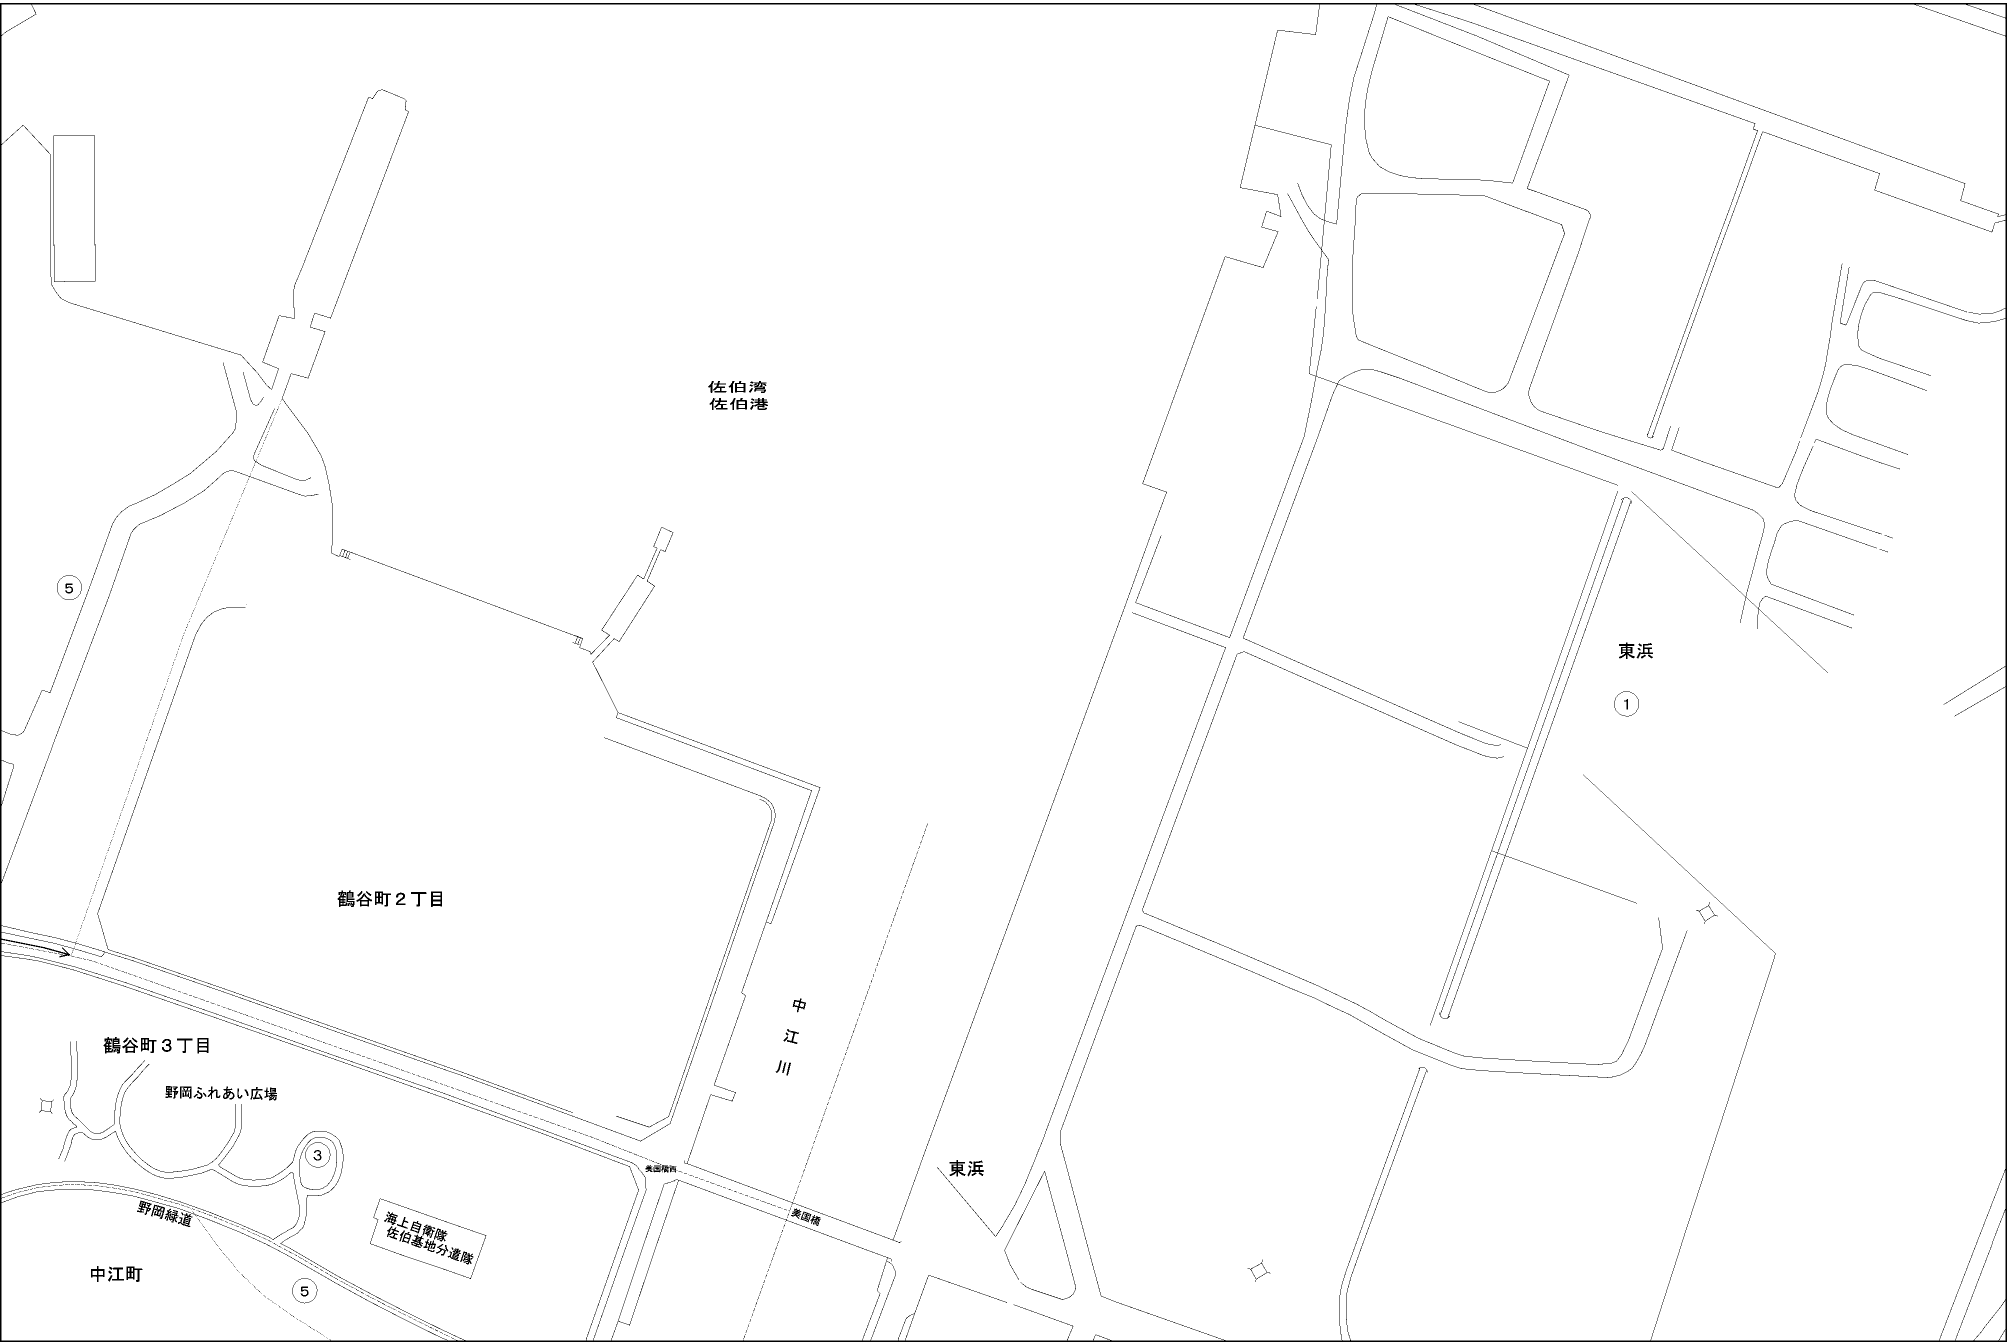 佐伯湾
佐伯港
⑤
東浜
①
鶴谷町２丁目
中江川
鶴谷町３丁目
野岡ふれあい広場
③
美国橋西
東浜
野岡緑道
美国橋
海上自衛隊
佐伯基地分遣隊
中江町
⑤